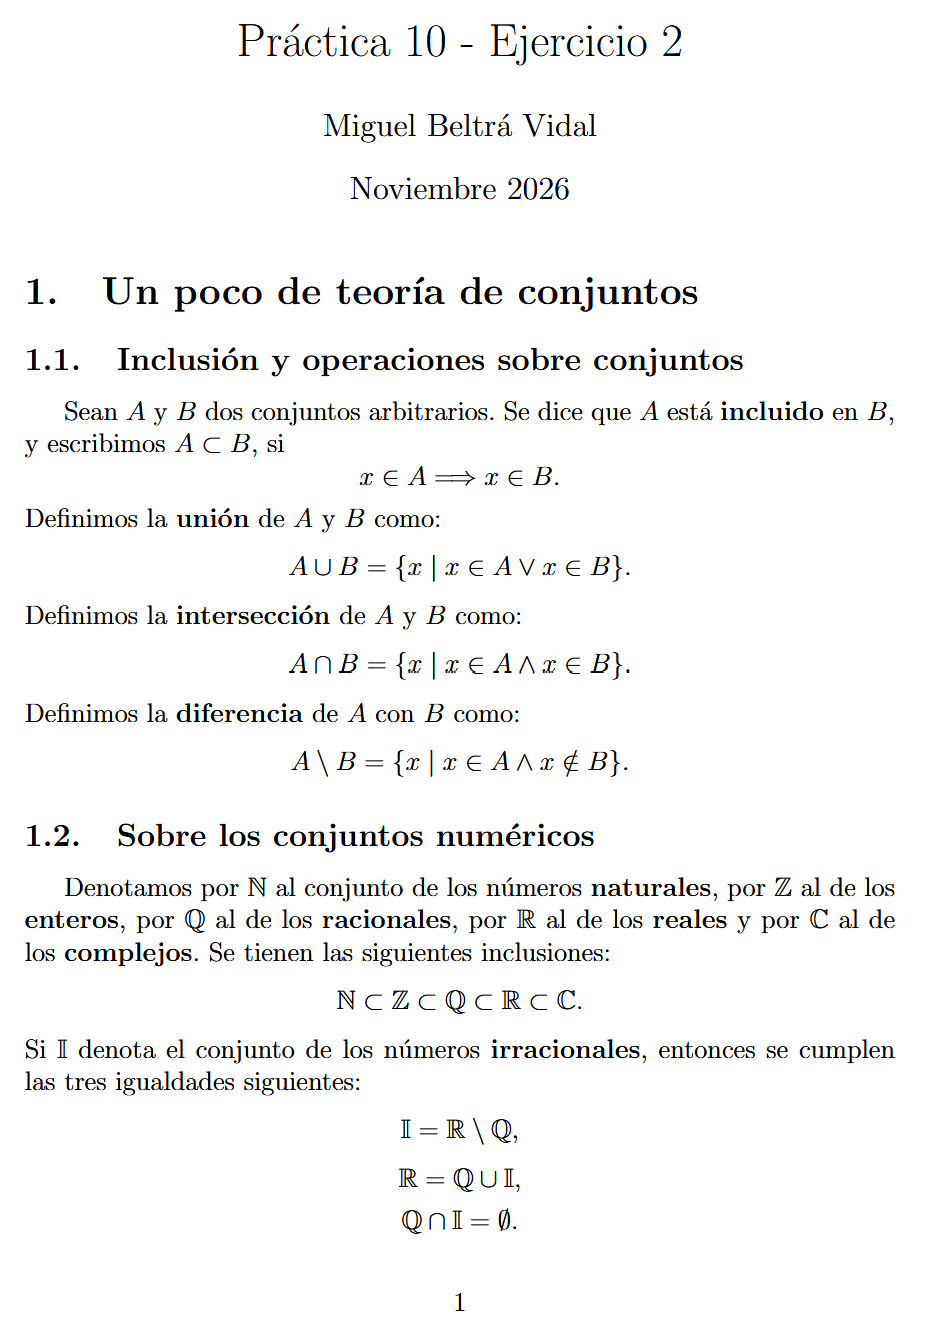 Práctica 10 - Ejercicio 2
Miguel Beltrá Vidal
Noviembre 2026
1. Un poco de teoría de conjuntos
1.1. Inclusión y operaciones sobre conjuntos
Sean A y B dos conjuntos arbitrarios. Se dice que A está incluido en B,
y escribimos A ⊂ B, si
x ∈ A ⟹ x ∈ B.
Definimos la unión de A y B como:
A ∪ B = {x | x ∈ A ∨ x ∈ B}.
Definimos la intersección de A y B como:
A ∩ B = {x | x ∈ A ∧ x ∈ B}.
Definimos la diferencia de A con B como:
A \ B = {x | x ∈ A ∧ x ∉ B}.
1.2. Sobre los conjuntos numéricos
Denotamos por ℕ al conjunto de los números naturales, por ℤ al de los
enteros, por ℚ al de los racionales, por ℝ al de los reales y por ℂ al de
los complejos. Se tienen las siguientes inclusiones:
ℕ ⊂ ℤ ⊂ ℚ ⊂ ℝ ⊂ ℂ.
Si 𝕀 denota el conjunto de los números irracionales, entonces se cumplen
las tres igualdades siguientes:
𝕀 = ℝ \ ℚ,
ℝ = ℚ ∪ 𝕀,
ℚ ∩ 𝕀 = ∅.
1